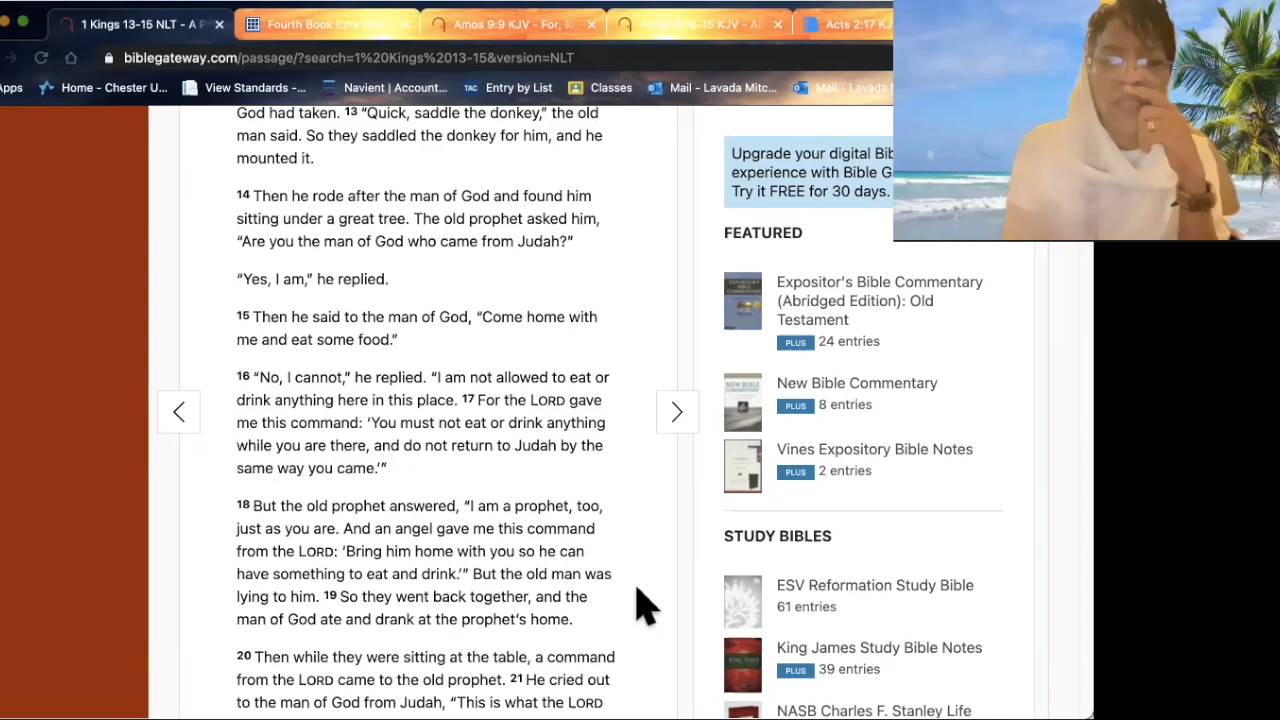 1 Kings 13-15 NLT - A P
Fourth Book Ezra
Amos 9:9 KJV - For, lo
KJV - A
Acts 2:17 KJ
biblegateway.com/passage/?search=1%20Kings%2013-15&version=NLT
Apps
Home - Chester U...
View Standards -...
Navient | Account...
TAC Entry by List
Classes
Mail - Lavada Mitc...
Mail - Lavada
God had taken. 13 “Quick, saddle the donkey,” the old
man said. So they saddled the donkey for him, and he
mounted it.
14 Then he rode after the man of God and found him
sitting under a great tree. The old prophet asked him,
“Are you the man of God who came from Judah?”
“Yes, I am,” he replied.
15 Then he said to the man of God, “Come home with
me and eat some food.”
16 “No, I cannot,” he replied. “I am not allowed to eat or
drink anything here in this place. 17 For the LORD gave
me this command: ‘You must not eat or drink anything
while you are there, and do not return to Judah by the
same way you came.’”
18 But the old prophet answered, “I am a prophet, too,
just as you are. And an angel gave me this command
from the LORD: ‘Bring him home with you so he can
have something to eat and drink.’” But the old man was
lying to him. 19 So they went back together, and the
man of God ate and drank at the prophet’s home.
20 Then while they were sitting at the table, a command
from the LORD came to the old prophet. 21 He cried out
to the man of God from Judah, “This is what the LORD
Upgrade your digital Bib
experience with Bible G
Try it FREE for 30 days.
FEATURED
Expositor's Bible Commentary
(Abridged Edition): Old
Testament
PLUS 24 entries
New Bible Commentary
PLUS 8 entries
Vines Expository Bible Notes
PLUS 2 entries
STUDY BIBLES
ESV Reformation Study Bible
61 entries
King James Study Bible Notes
PLUS 39 entries
NASB Charles F. Stanley Life